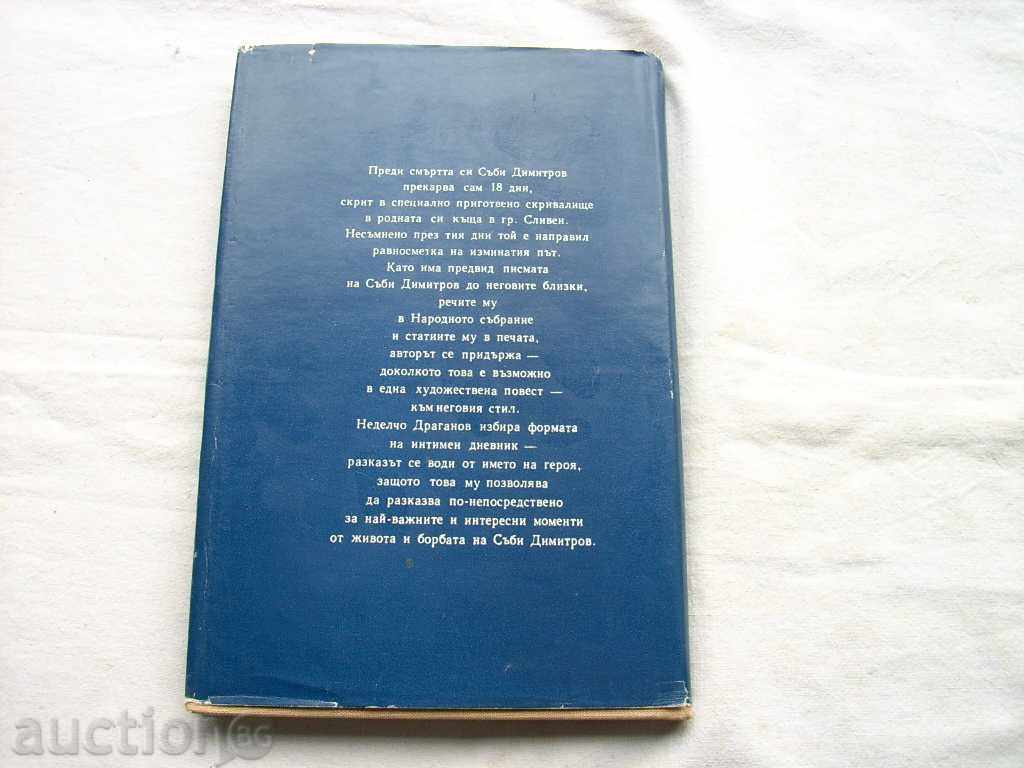 Преди смъртта си Съби Димитров
прекарва сам 18 дни,
скрит в специално приготвено скривалище
в родната си къща в гр. Сливен.
Несъмнено през тия дни той е направил
равносметка на изминатия път.
Като има предвид писмата
на Съби Димитров до неговите близки,
речите му
в Народното събрание
и статиите му в печата,
авторът се придържа —
доколкото това е възможно
в една художествена повест —
към неговия стил.
Неделчо Драганов избира формата
на интимен дневник —
разказът се води от името на героя,
защото това му позволява
да разказва по-непосредствено
за най-важните и интересни моменти
от живота и борбата на Съби Димитров.
auction BG